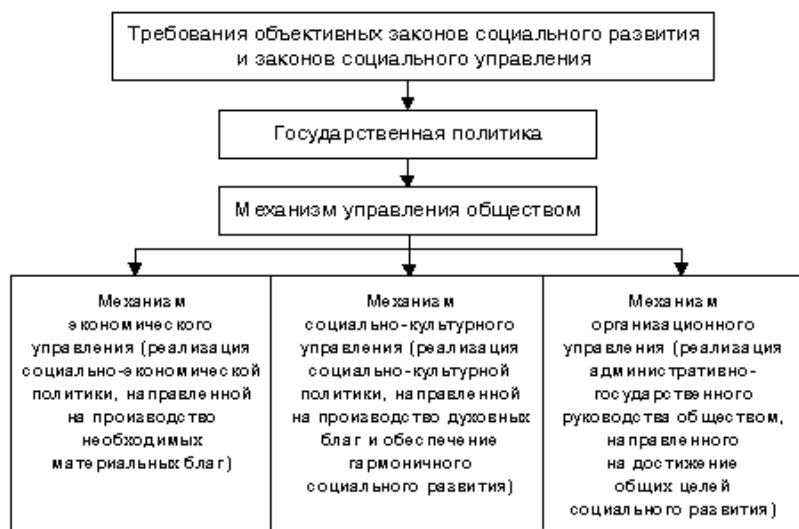 Требования объективных законов социального развития
и законов социального управления
Государственная политика
Механизм управления обществом
Механизм
экономического
управления (реализация
социально-экономической
политики, направленной
на производство
необходимых
материальных благ)
Механизм
социально-культурного
управления (реализация
социально-культурной
политики, направленной
на производство духовных
благ и обеспечение
гармоничного
социального развития)
Механизм
организационного
управления (реализация
административно-
государственного
руководства обществом,
направленного
на достижение
общих целей
социального развития)